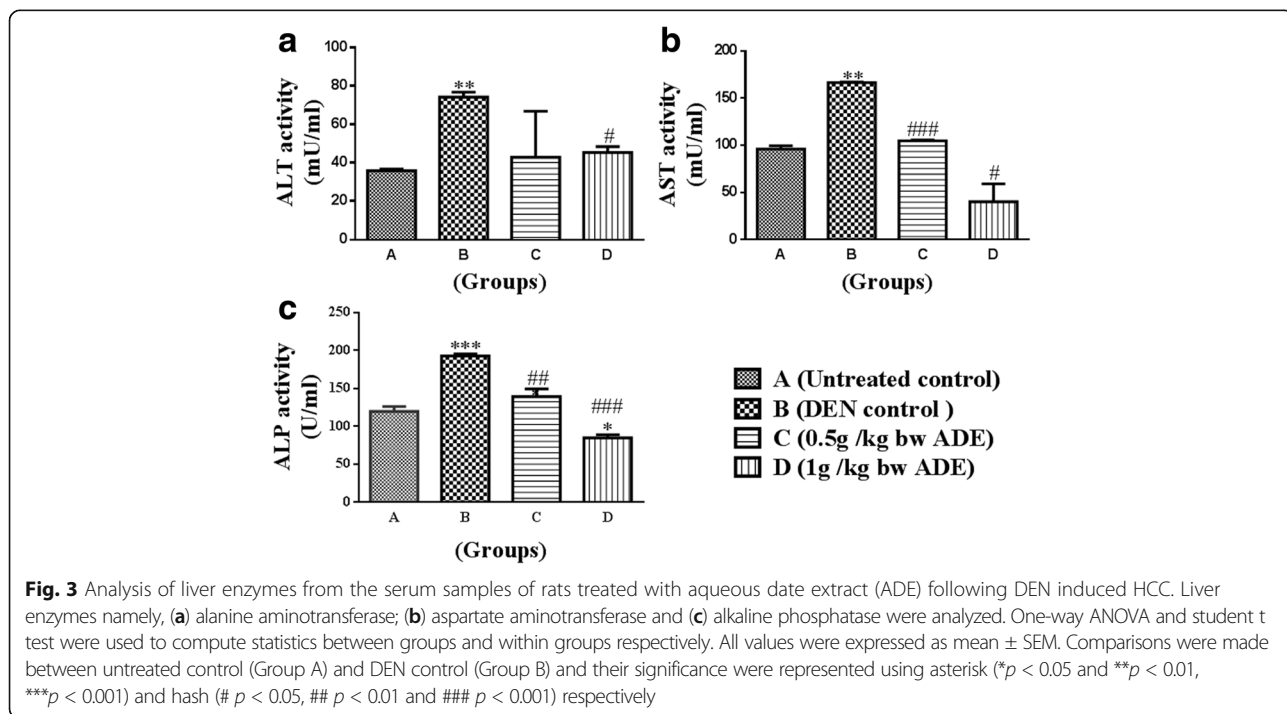 a
100
80
60
40
20
0
ALT activity
(mU/ml)
**
#
A B C D
(Groups)
b
200
150
100
50
0
AST activity
(mU/ml)
**
###
#
A B C D
(Groups)
c
250
200
150
100
50
0
ALP activity
(U/ml)
***
##
###
*
A B C D
(Groups)
A (Untreated control)
B (DEN control )
C (0.5g /kg bw ADE)
D (1g /kg bw ADE)
Fig. 3 Analysis of liver enzymes from the serum samples of rats treated with aqueous date extract (ADE) following DEN induced HCC. Liver
enzymes namely, (a) alanine aminotransferase; (b) aspartate aminotransferase and (c) alkaline phosphatase were analyzed. One-way ANOVA and student t
test were used to compute statistics between groups and within groups respectively. All values were expressed as mean ± SEM. Comparisons were made
between untreated control (Group A) and DEN control (Group B) and their significance were represented using asterisk (*p < 0.05 and **p < 0.01,
***p < 0.001) and hash (# p < 0.05, ## p < 0.01 and ### p < 0.001) respectively